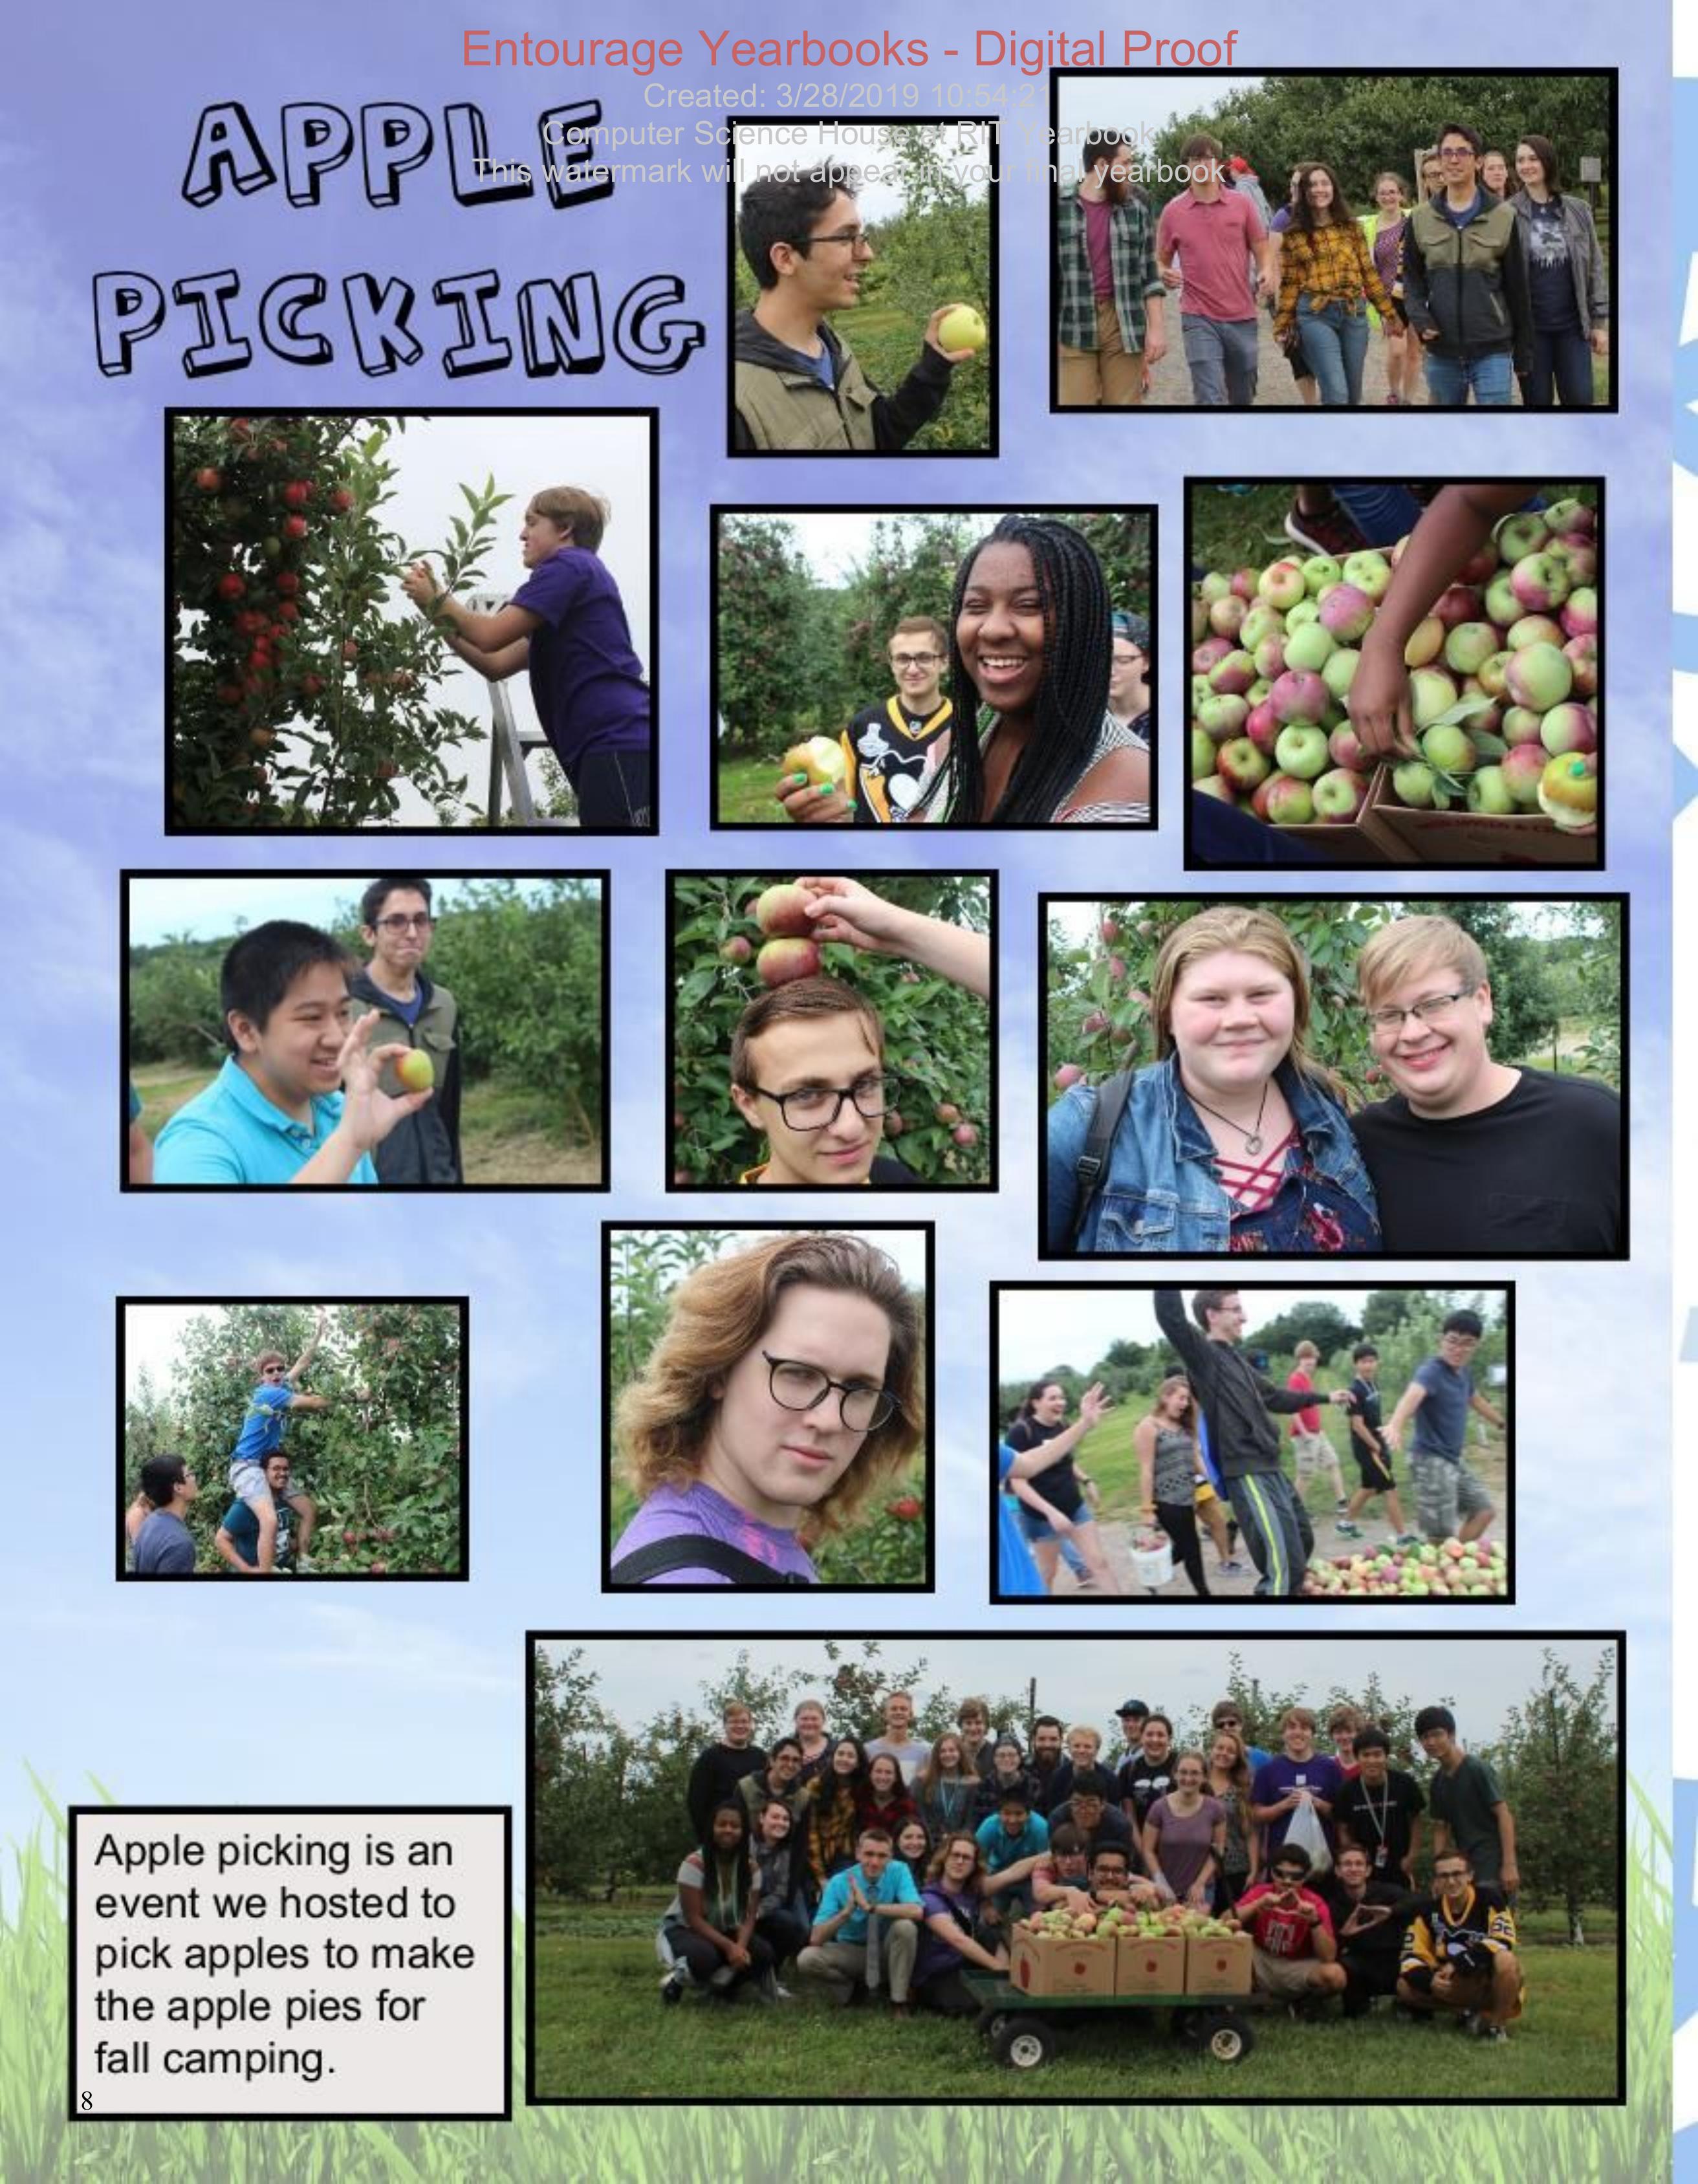 Entourage Yearbooks - Digital Proof
Created: 3/28/2019 10:54:21
Computer Science House at RIT Yearbook
This watermark will not appear in your final yearbook
APPLE
PICKING
Apple picking is an
event we hosted to
pick apples to make
the apple pies for
fall camping.
8